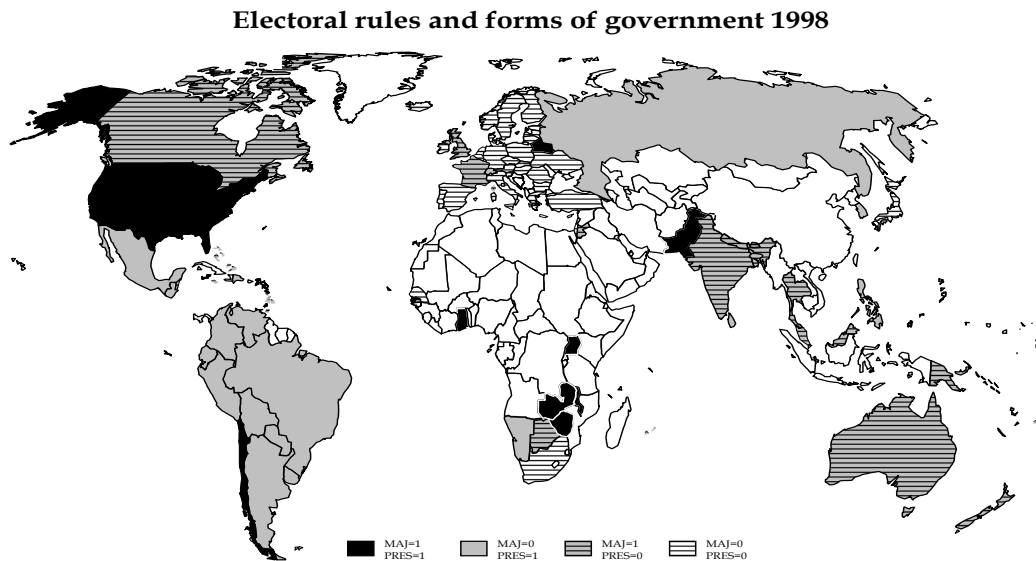 Electoral rules and forms of government 1998
MAJ=1 MAJ=0 MAJ=1 MAJ=0
PRES=1 PRES=1 PRES=0 PRES=0